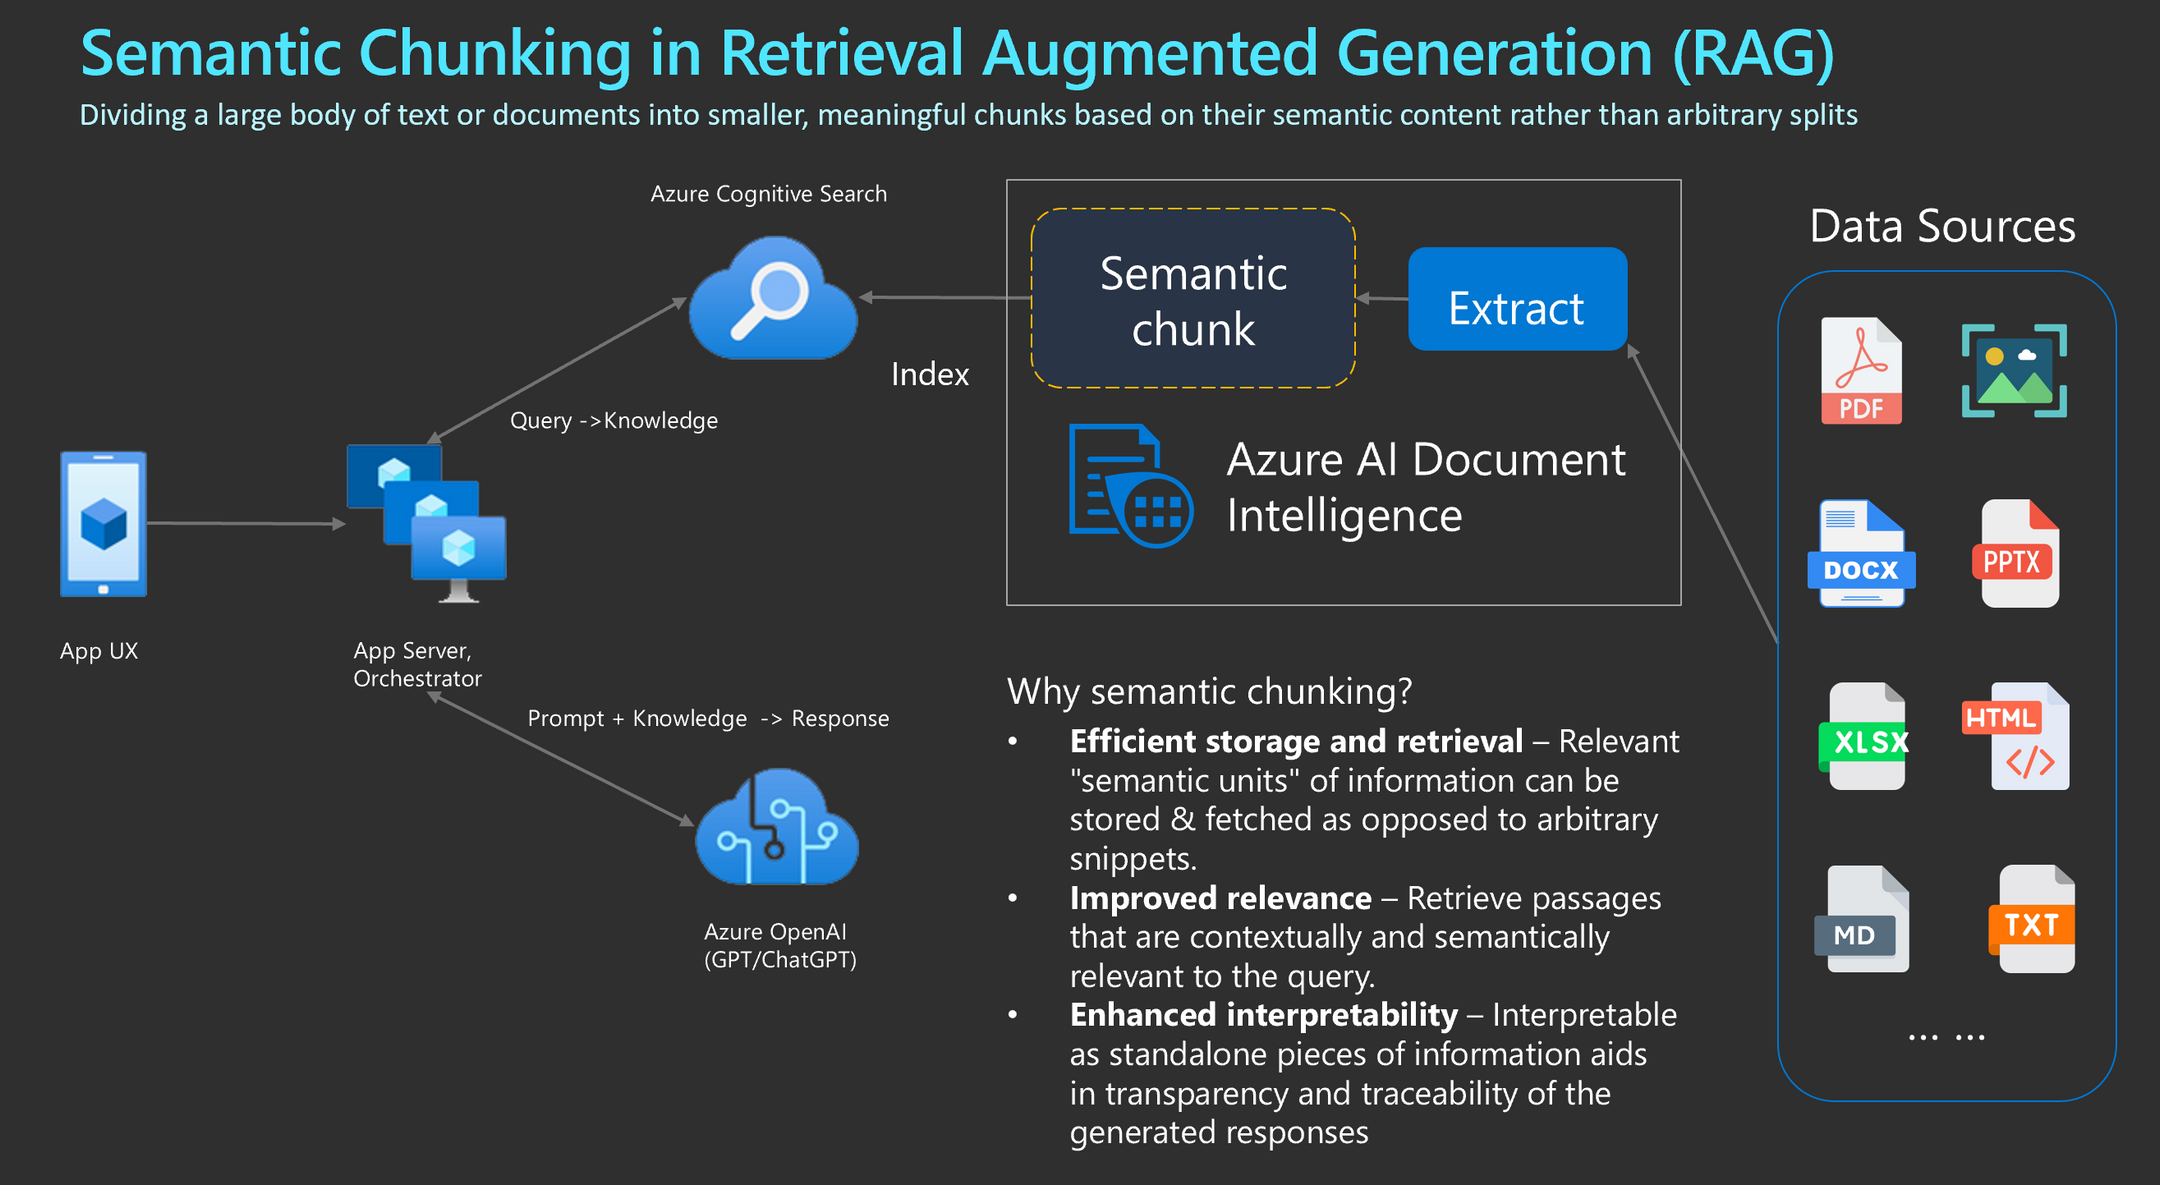 Semantic Chunking in Retrieval Augmented Generation (RAG)
Dividing a large body of text or documents into smaller, meaningful chunks based on their semantic content rather than arbitrary splits
Azure Cognitive Search
Index
Query ->Knowledge
App UX
App Server,
Orchestrator
Prompt + Knowledge -> Response
Azure OpenAI
(GPT/ChatGPT)
Semantic
chunk
Extract
Azure AI Document
Intelligence
Why semantic chunking?
• Efficient storage and retrieval – Relevant
"semantic units" of information can be
stored & fetched as opposed to arbitrary
snippets.
• Improved relevance – Retrieve passages
that are contextually and semantically
relevant to the query.
• Enhanced interpretability – Interpretable
as standalone pieces of information aids
in transparency and traceability of the
generated responses
Data Sources
PDF
DOCX
PPTX
XLSX
HTML
</>
MD
TXT
... ...